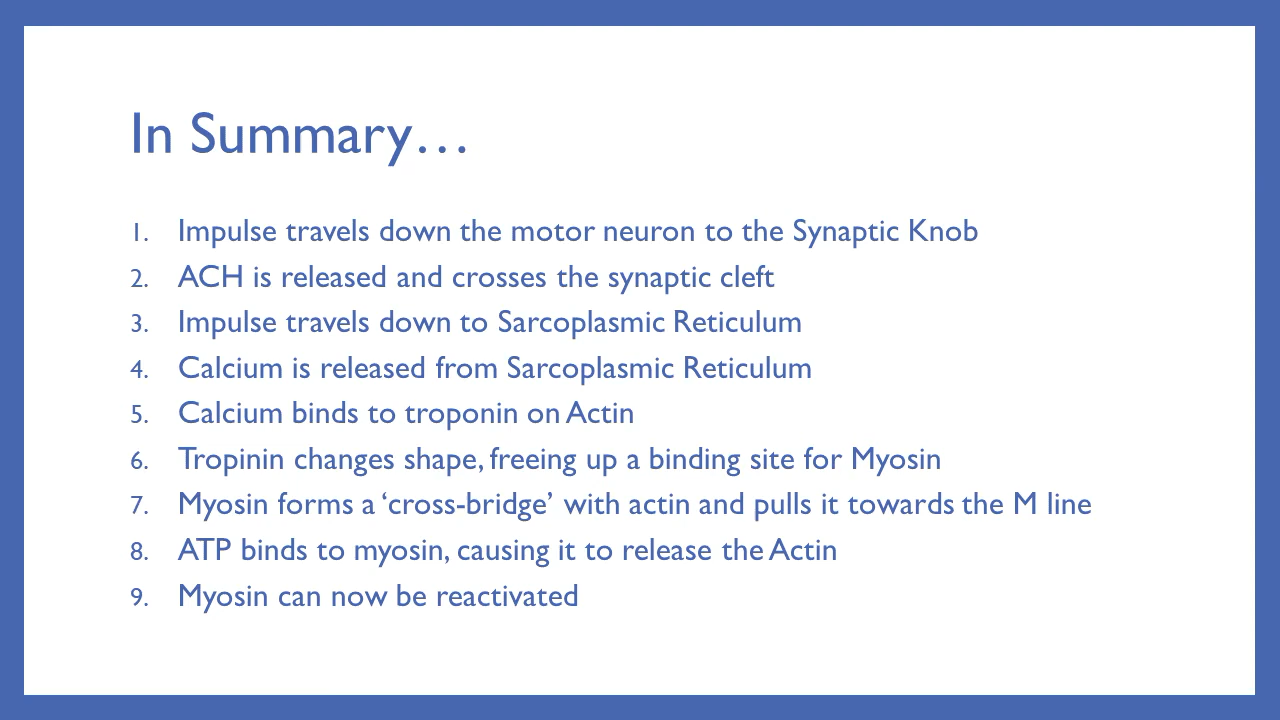 In Summary…
1. Impulse travels down the motor neuron to the Synaptic Knob
2. ACH is released and crosses the synaptic cleft
3. Impulse travels down to Sarcoplasmic Reticulum
4. Calcium is released from Sarcoplasmic Reticulum
5. Calcium binds to troponin on Actin
6. Tropinin changes shape, freeing up a binding site for Myosin
7. Myosin forms a ‘cross-bridge’ with actin and pulls it towards the M line
8. ATP binds to myosin, causing it to release the Actin
9. Myosin can now be reactivated